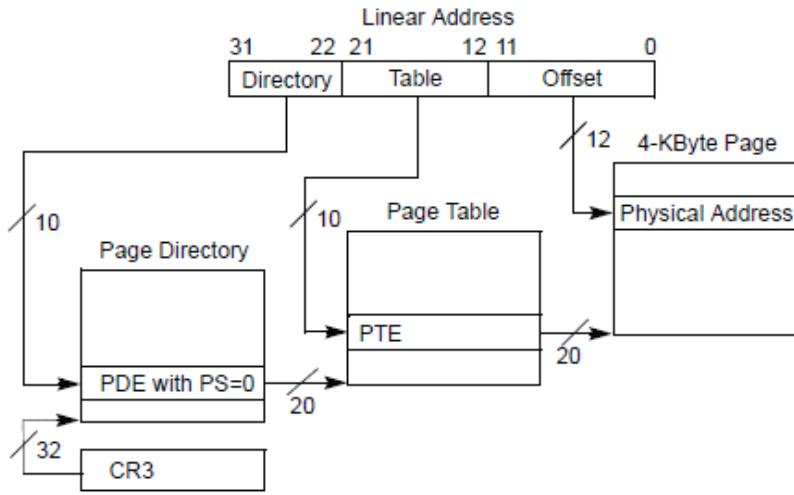 Linear Address
31 22 21 12 11 0
Directory Table Offset
12
4-KByte Page
10
10
Page Table
Physical Address
Page Directory
PTE
20
PDE with PS=0
20
32
CR3